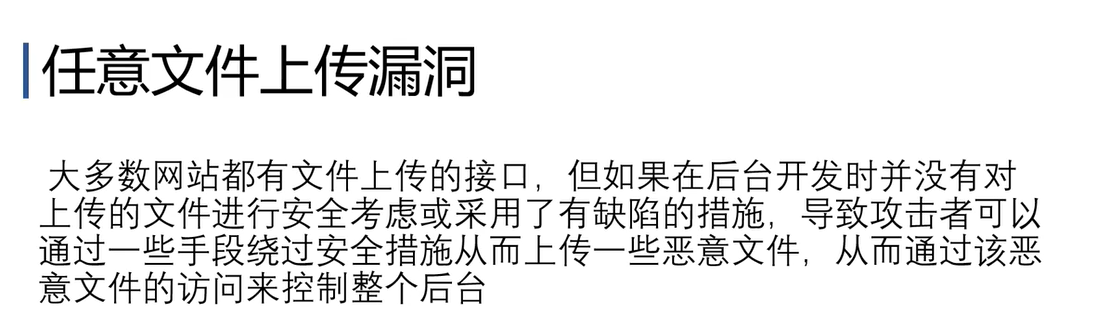 任意文件上传漏洞
大多数网站都有文件上传的接口，但如果在后台开发时并没有对
上传的文件进行安全考虑或采用了有缺陷的措施，导致攻击者可以
通过一些手段绕过安全措施从而上传一些恶意文件，从而通过该恶
意文件的访问来控制整个后台